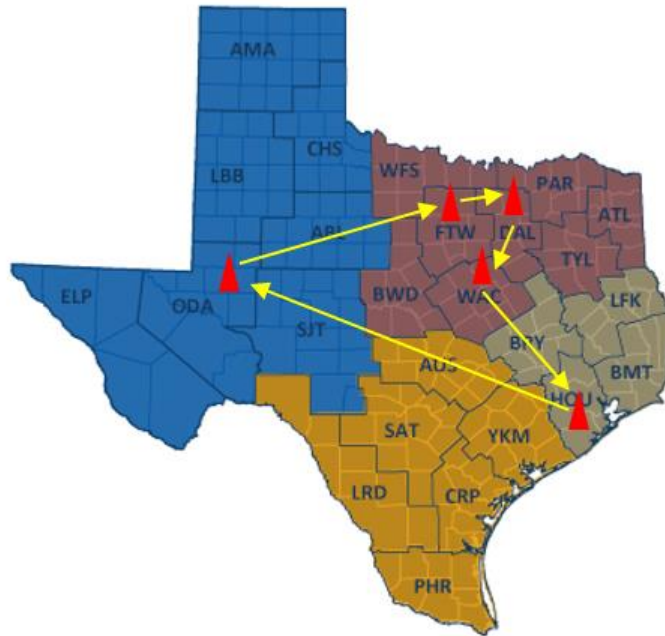 AMA
CHS
LBB
WFS
PAR
ATL
ABL
FTW
DAL
TYL
ELP
ODA
SJT
BWD
WAC
LFK
BRY
BMT
AUS
HOU
SAT
YKM
LRD
CRP
PHR